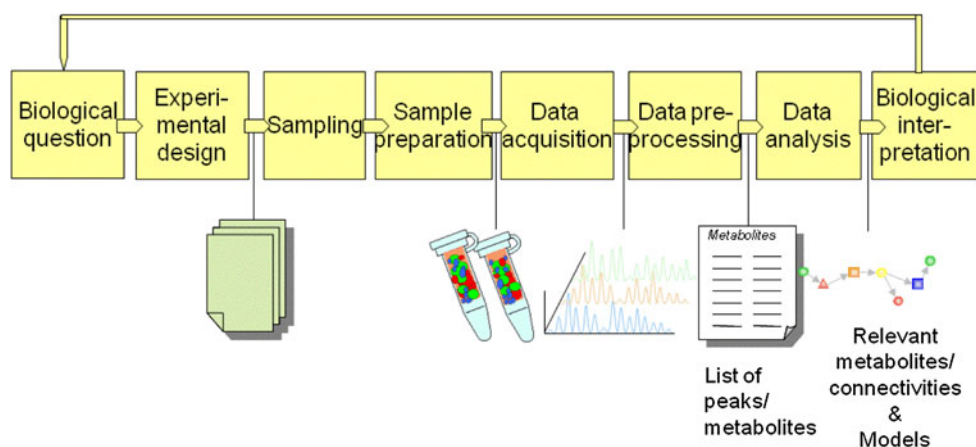 Biological
question
Experi-
mental
design
Sampling
Sample
preparation
Data
acquisition
Data pre-
processing
Data
analysis
Biological
inter-
pretation
Metabolites
List of
peaks/
metabolites
Relevant
metabolites/
connectivities
&
Models